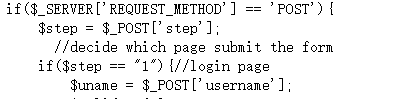 if($_SERVER['REQUEST_METHOD'] == 'POST'){
$step = $_POST['step'];
//decide which page submit the form
if($step == "1"){//login page
$uname = $_POST['username'];